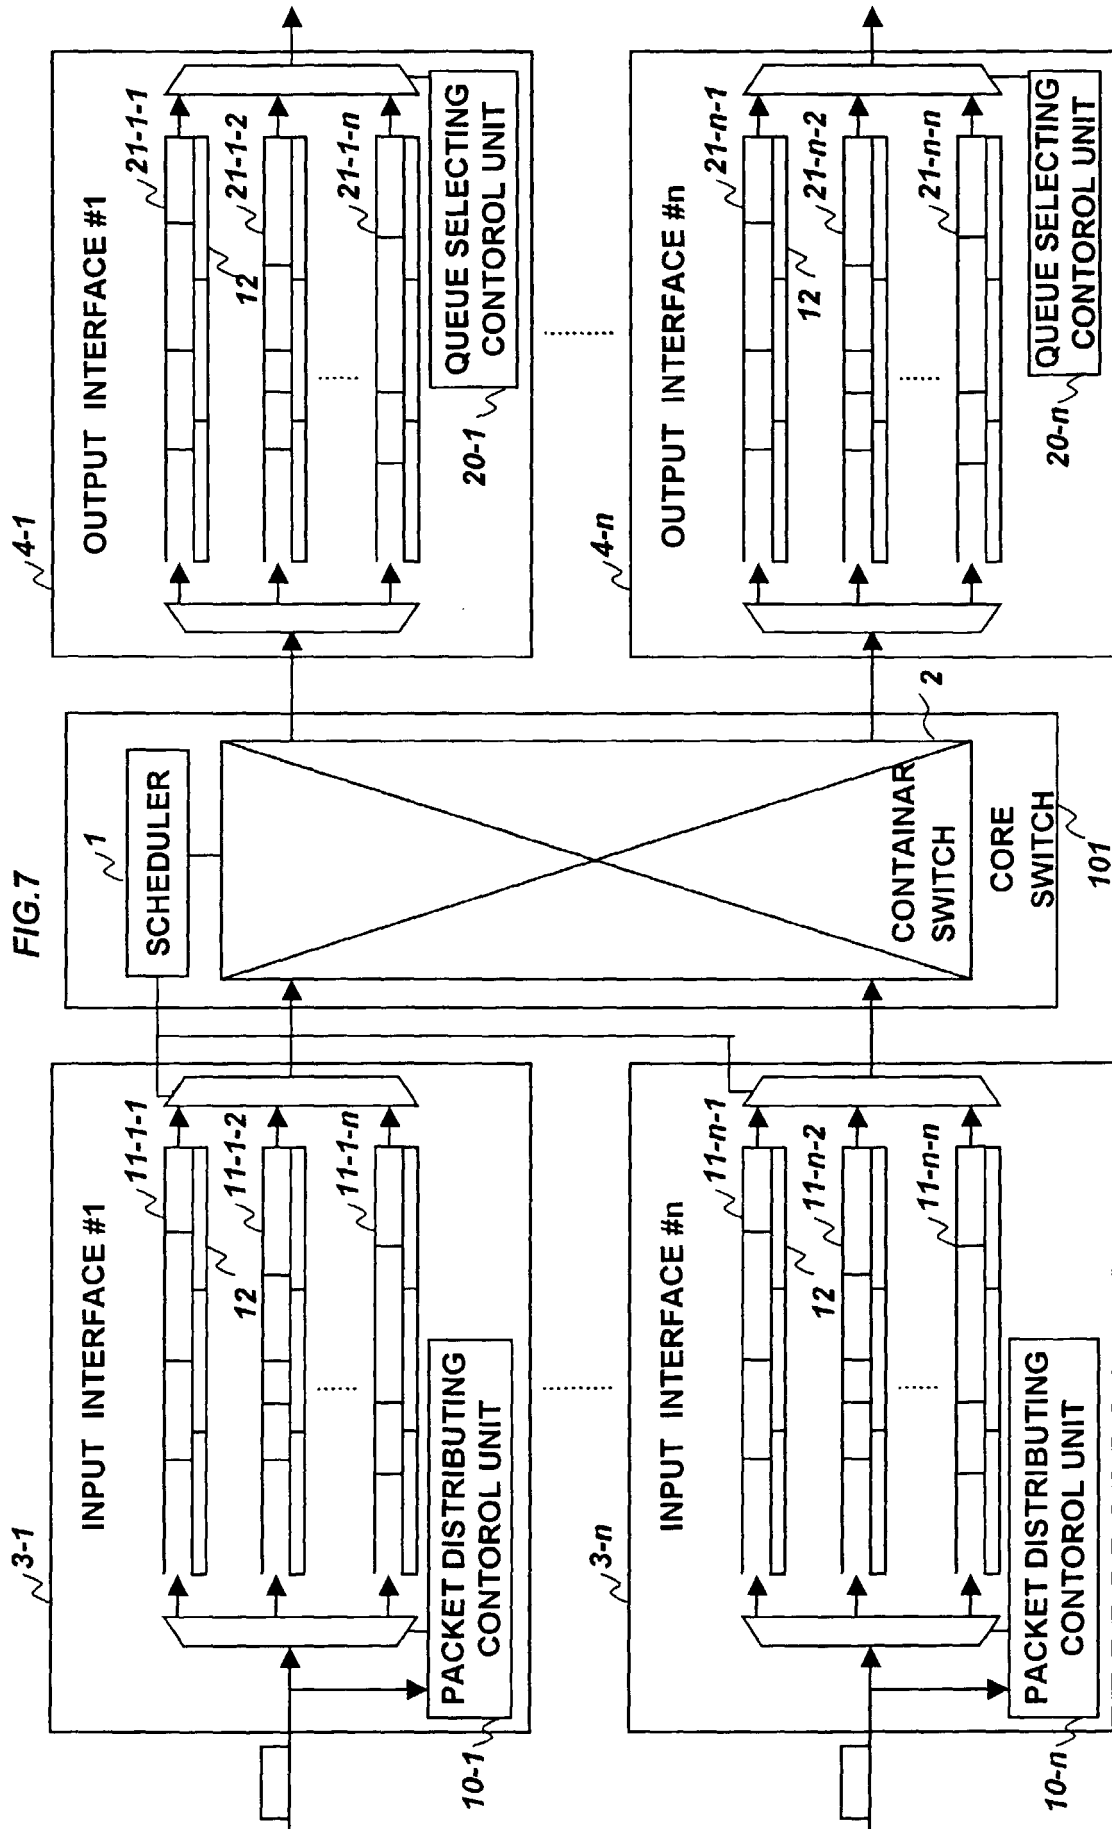 FIG.7
3-1
INPUT INTERFACE #1
11-1-1
12
11-1-2
11-1-n
PACKET DISTRIBUTING
CONTOROL UNIT
10-1
3-n
INPUT INTERFACE #n
11-n-1
12
11-n-2
11-n-n
PACKET DISTRIBUTING
CONTOROL UNIT
10-n
1
SCHEDULER
2
CONTAINAR
SWITCH
CORE
SWITCH
101
4-1
OUTPUT INTERFACE #1
21-1-1
12
21-1-2
21-1-n
QUEUE SELECTING
CONTOROL UNIT
20-1
4-n
OUTPUT INTERFACE #n
21-n-1
12
21-n-2
21-n-n
QUEUE SELECTING
CONTOROL UNIT
20-n